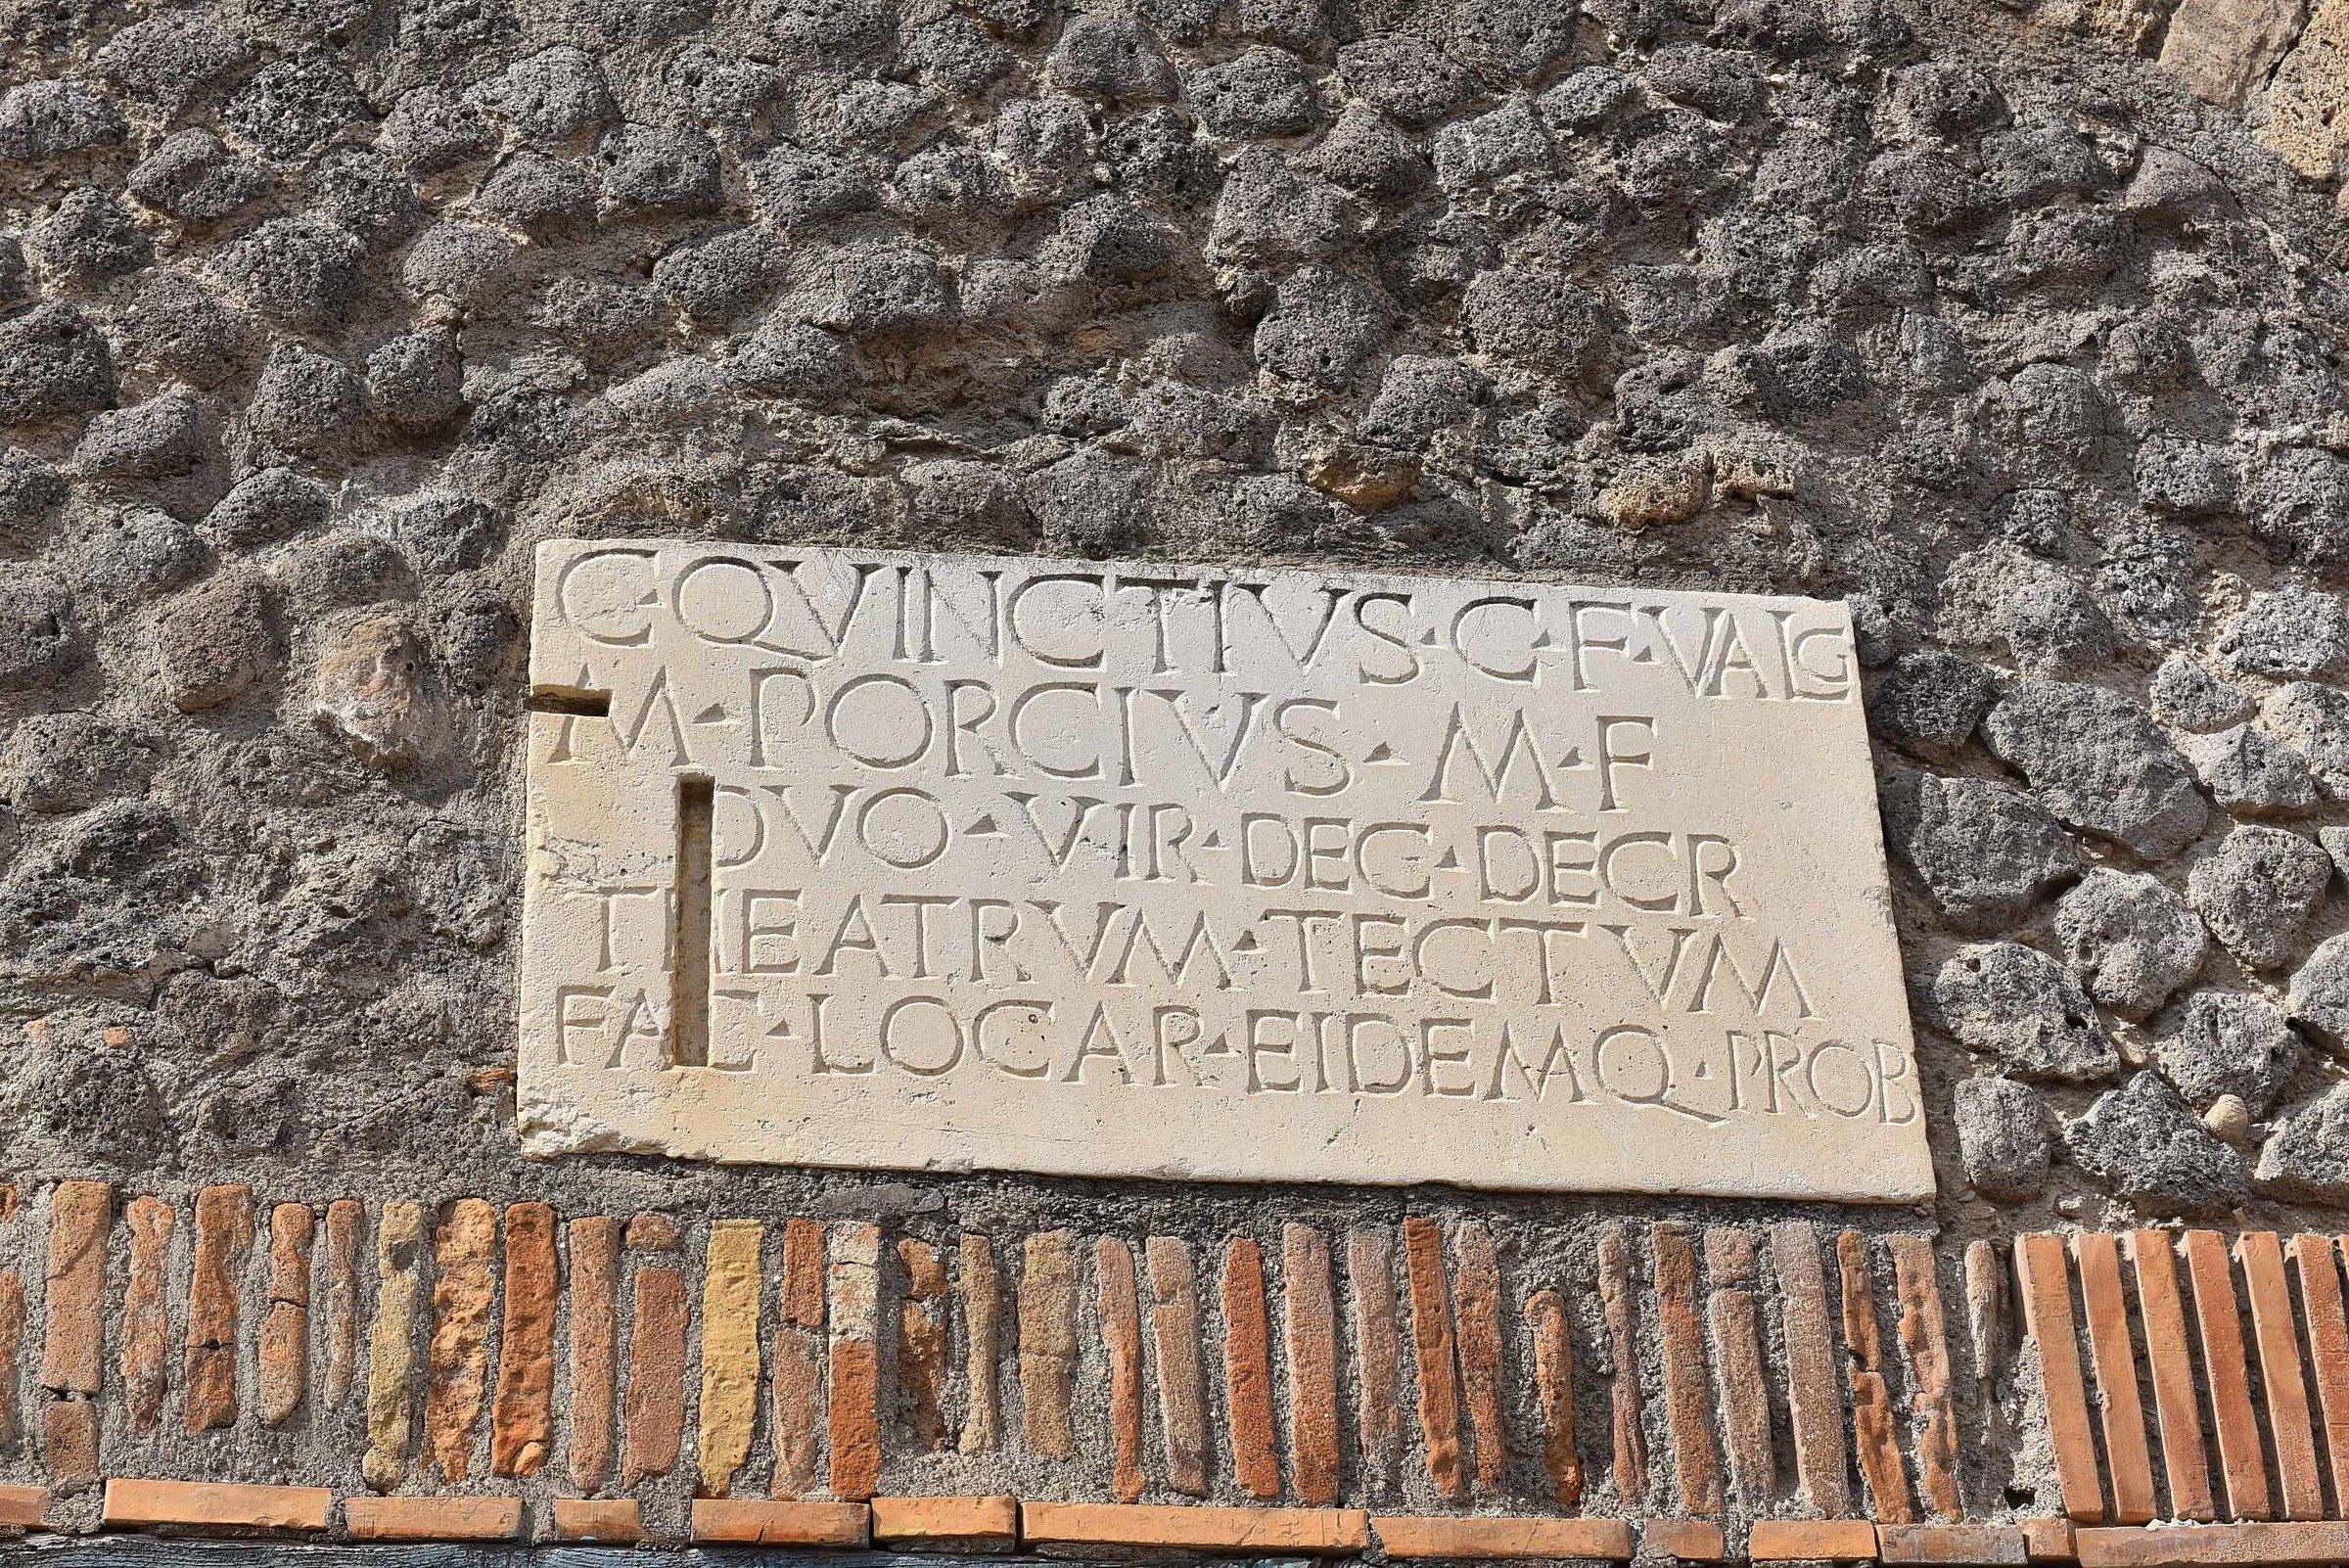 C·QVINCTIVS·C·F·VALG
M·PORCIVS·M·F
DVO·VIR·DEC·DECR
THEATRVM·TECTVM
FAC·LOCAR·EIDEMQ·PROB